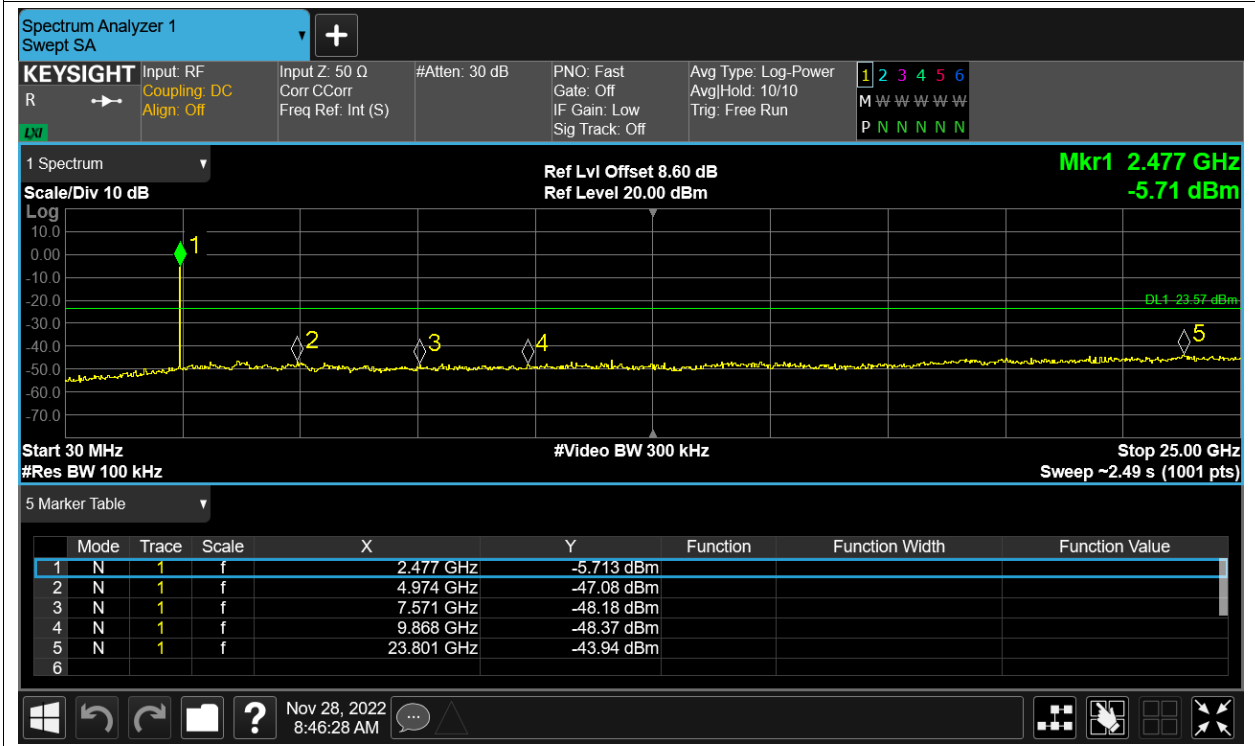 Spectrum Analyzer 1
Swept SA
+
KEYSIGHT Input: RF Input Z: 50 Ω #Atten: 30 dB PNO: Fast Avg Type: Log-Power 1 2 3 4 5 6
R Coupling: DC Corr CCorr Gate: Off Avg|Hold: 10/10 M W W W W W
Align: Off Freq Ref: Int (S) IF Gain: Low Trig: Free Run
LXI Sig Track: Off P N N N N N
1 Spectrum Ref Lvl Offset 8.60 dB Mkr1 2.477 GHz
Scale/Div 10 dB Ref Level 20.00 dBm -5.71 dBm
Log
10.0
0.00
-10.0
-20.0
-30.0
-40.0
-50.0
-60.0
-70.0
1
2
3
4
5
DL1 -23.57 dBm
Start 30 MHz #Video BW 300 kHz Stop 25.00 GHz
#Res BW 100 kHz Sweep ~2.49 s (1001 pts)
5 Marker Table
Mode Trace Scale X Y Function Function Width Function Value
1 N 1 f 2.477 GHz -5.713 dBm
2 N 1 f 4.974 GHz -47.08 dBm
3 N 1 f 7.571 GHz -48.18 dBm
4 N 1 f 9.868 GHz -48.37 dBm
5 N 1 f 23.801 GHz -43.94 dBm
6
? Nov 28, 2022
8:46:28 AM